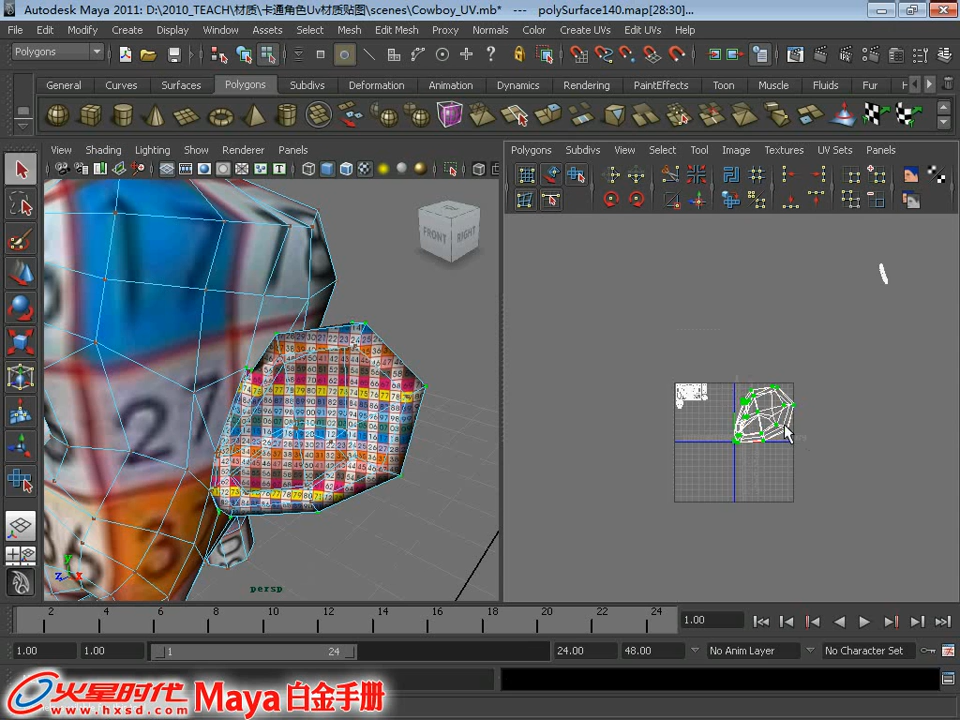 Autodesk Maya 2011: D:\2010_TEACH\材质\卡通角色Uv材质贴图\scenes\Cowboy_UV.mb* --- polySurface140.map[28:30]...
File Edit Modify Create Display Window Assets Select Mesh Edit Mesh Proxy Normals Color Create UVs Edit UVs Help
Polygons
General Curves Surfaces Polygons Subdivs Deformation Animation Dynamics Rendering PaintEffects Toon Muscle Fluids Fur
View Shading Lighting Show Renderer Panels
Polygons Subdivs View Select Tool Image Textures UV Sets Panels
FRONT RIGHT
27
3
persp
2 4 6 8 10 12 14 16 18 20 22 24
1.00
1.00 1.00 1 24 24.00 48.00 No Anim Layer No Character Set
火星时代 Maya 白金手册
www.hxsd.com